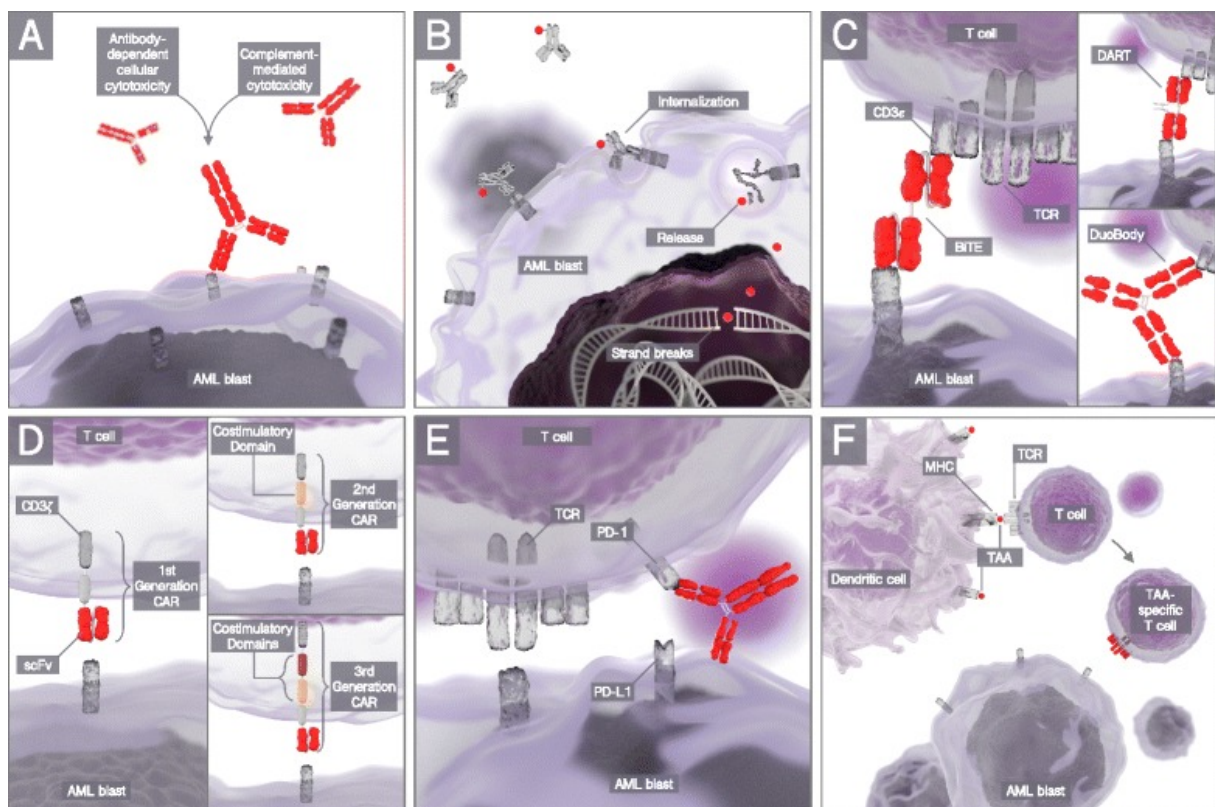 A
Antibody-
dependent
cellular
cytotoxicity
Complement-
mediated
cytotoxicity
AML blast
B
Internalization
Release
AML blast
Strand breaks
C
T cell
CD3ε
TCR
BiTE
AML blast
DART
DuoBody
D
T cell
CD3ζ
1st
Generation
CAR
scFv
AML blast
Costimulatory
Domain
2nd
Generation
CAR
Costimulatory
Domains
3rd
Generation
CAR
E
T cell
TCR
PD-1
PD-L1
AML blast
F
MHC
TCR
T cell
TAA
Dendritic cell
TAA-
specific
T cell
AML blast